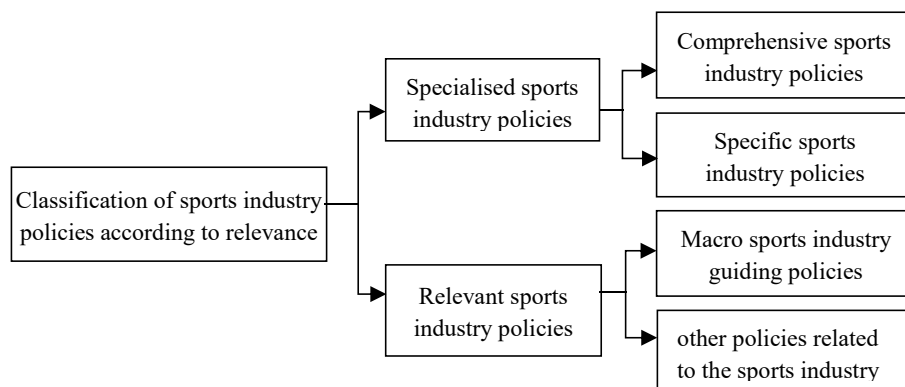 Classification of sports industry
policies according to relevance
Specialised sports
industry policies
Relevant sports
industry policies
Comprehensive sports
industry policies
Specific sports
industry policies
Macro sports industry
guiding policies
other policies related
to the sports industry